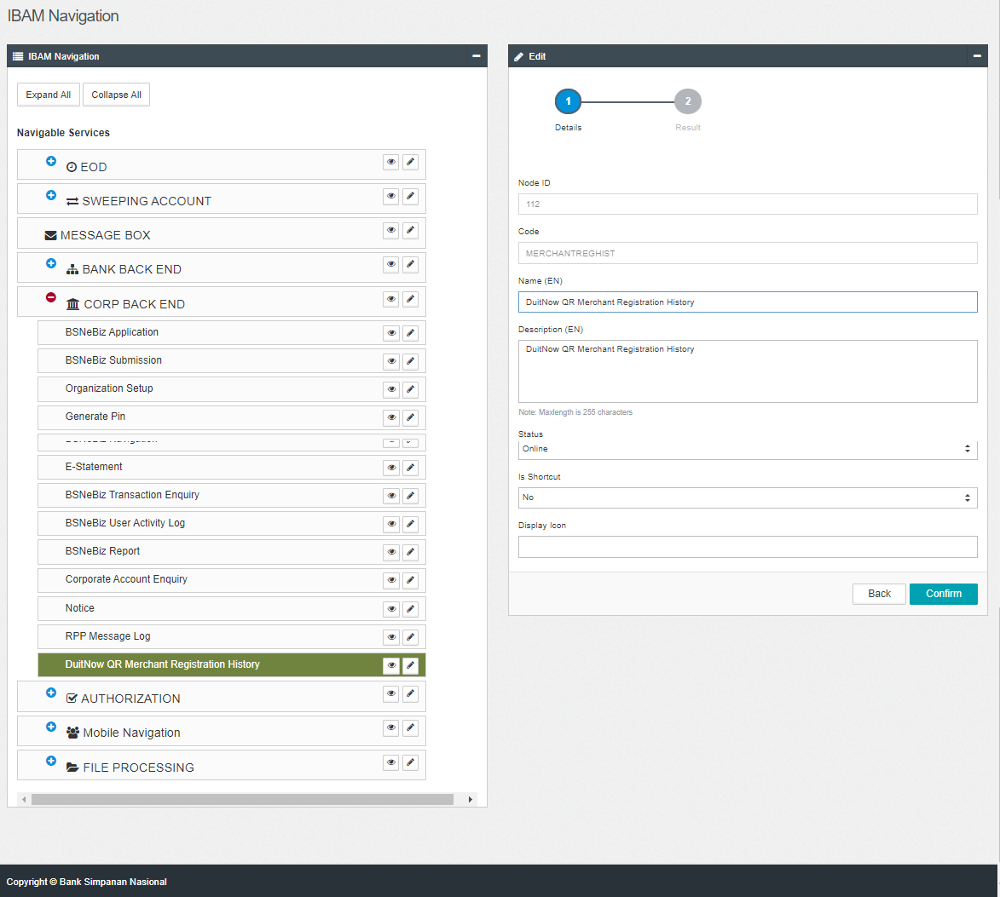 IBAM Navigation
IBAM Navigation
Expand All
Collapse All
Navigable Services
EOD
SWEEPING ACCOUNT
MESSAGE BOX
BANK BACK END
CORP BACK END
BSNeBiz Application
BSNeBiz Submission
Organization Setup
Generate Pin
E-Statement
BSNeBiz Transaction Enquiry
BSNeBiz User Activity Log
BSNeBiz Report
Corporate Account Enquiry
Notice
RPP Message Log
DuitNow QR Merchant Registration History
AUTHORIZATION
Mobile Navigation
FILE PROCESSING
Edit
1
2
Details
Result
Node ID
112
Code
MERCHANTREGHIST
Name (EN)
DuitNow QR Merchant Registration History
Description (EN)
DuitNow QR Merchant Registration History
Note: Maxlength is 255 characters
Status
Online
Is Shortcut
No
Display Icon
Back
Confirm
Copyright © Bank Simpanan Nasional